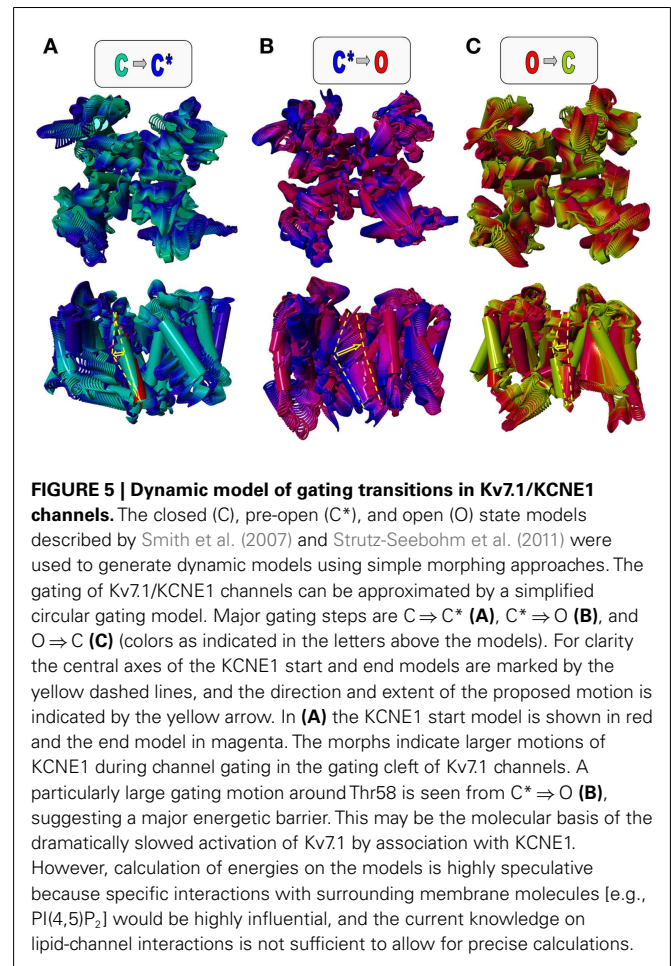 A
B
C
C ⇨ C*
C* ⇨ O
O ⇨ C
FIGURE 5 | Dynamic model of gating transitions in Kv7.1/KCNE1
channels. The closed (C), pre-open (C*), and open (O) state models
described by Smith et al. (2007) and Strutz-Seebohm et al. (2011) were
used to generate dynamic models using simple morphing approaches. The
gating of Kv7.1/KCNE1 channels can be approximated by a simplified
circular gating model. Major gating steps are C ⇒ C* (A), C* ⇒ O (B), and
O ⇒ C (C) (colors as indicated in the letters above the models). For clarity
the central axes of the KCNE1 start and end models are marked by the
yellow dashed lines, and the direction and extent of the proposed motion is
indicated by the yellow arrow. In (A) the KCNE1 start model is shown in red
and the end model in magenta. The morphs indicate larger motions of
KCNE1 during channel gating in the gating cleft of Kv7.1 channels. A
particularly large gating motion around Thr58 is seen from C* ⇒ O (B),
suggesting a major energetic barrier. This may be the molecular basis of the
dramatically slowed activation of Kv7.1 by association with KCNE1.
However, calculation of energies on the models is highly speculative
because specific interactions with surrounding membrane molecules [e.g.,
PI(4,5)P₂] would be highly influential, and the current knowledge on
lipid-channel interactions is not sufficient to allow for precise calculations.